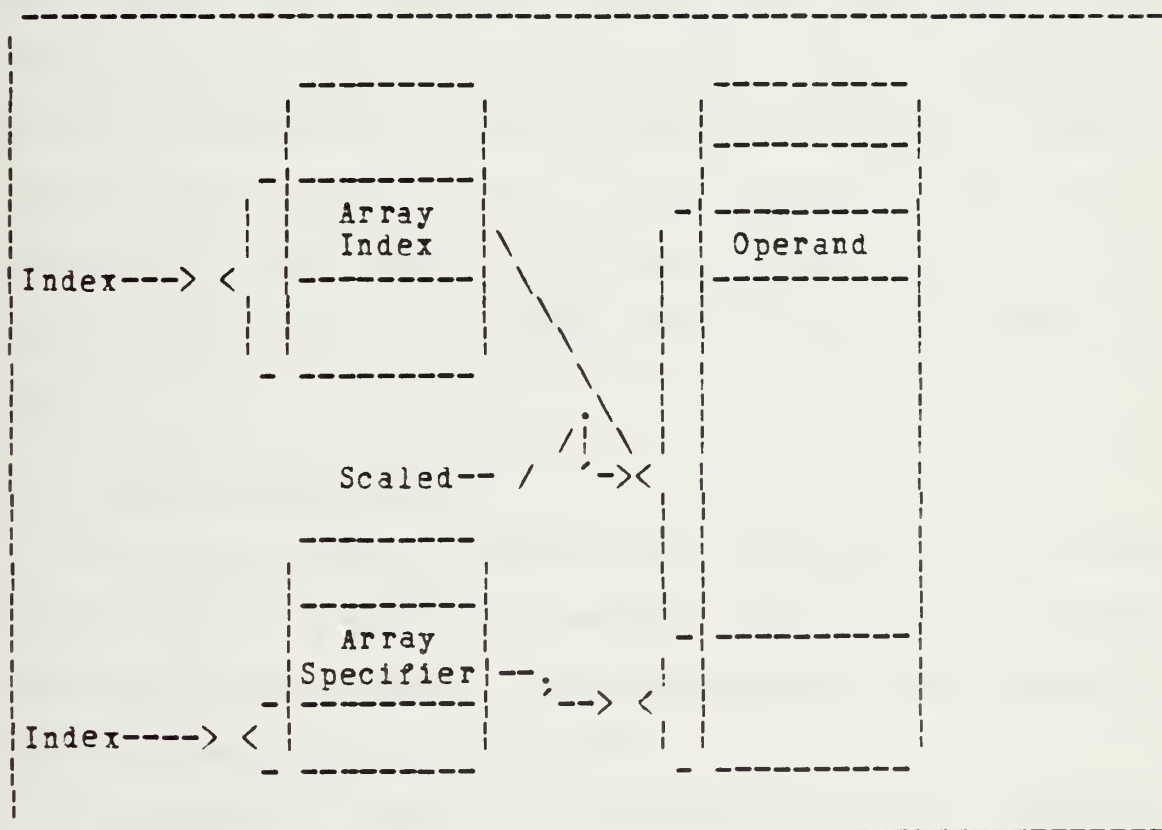 Array
Index
Operand
Index
Scaled
Array
Specifier
Index